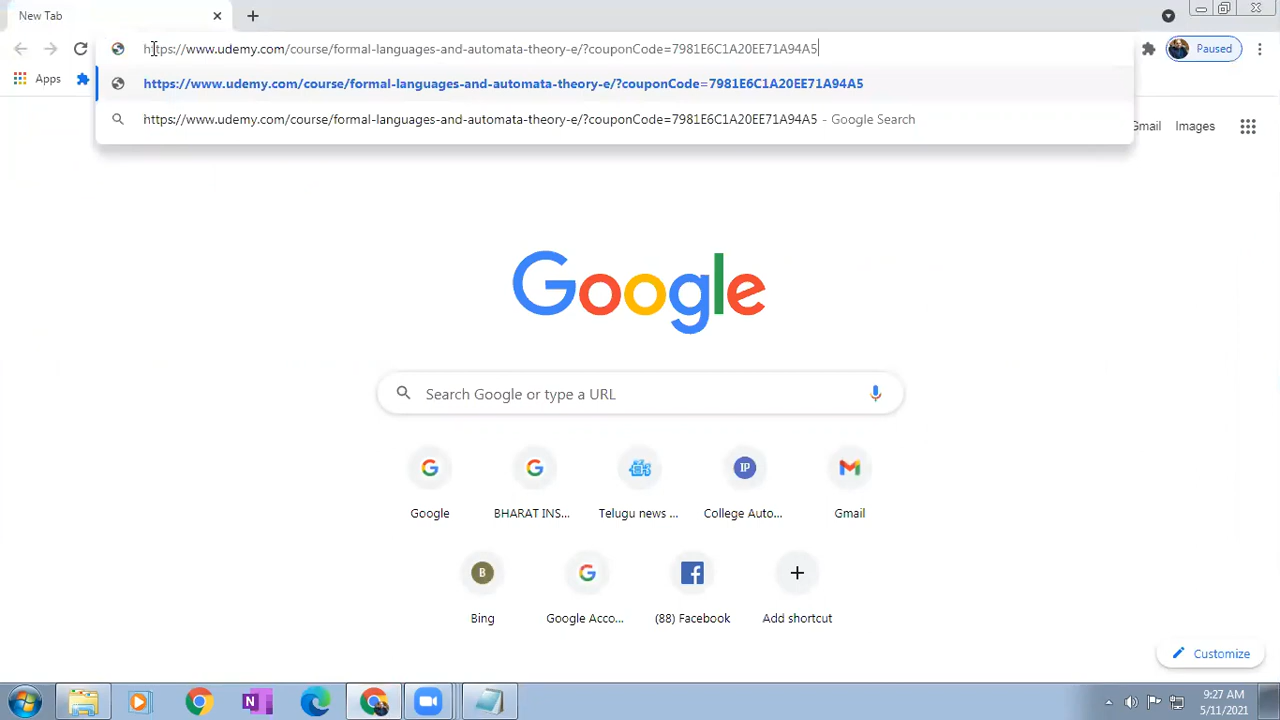 New Tab
https://www.udemy.com/course/formal-languages-and-automata-theory-e/?couponCode=7981E6C1A20EE71A94A5
Paused
Apps
https://www.udemy.com/course/formal-languages-and-automata-theory-e/?couponCode=7981E6C1A20EE71A94A5
https://www.udemy.com/course/formal-languages-and-automata-theory-e/?couponCode=7981E6C1A20EE71A94A5 - Google Search
Gmail Images
Google
Search Google or type a URL
G G IP
Google BHARAT INS... Telugu news ... College Auto... Gmail
B G
Bing Google Acco... (88) Facebook Add shortcut
Customize
9:27 AM
5/11/2021